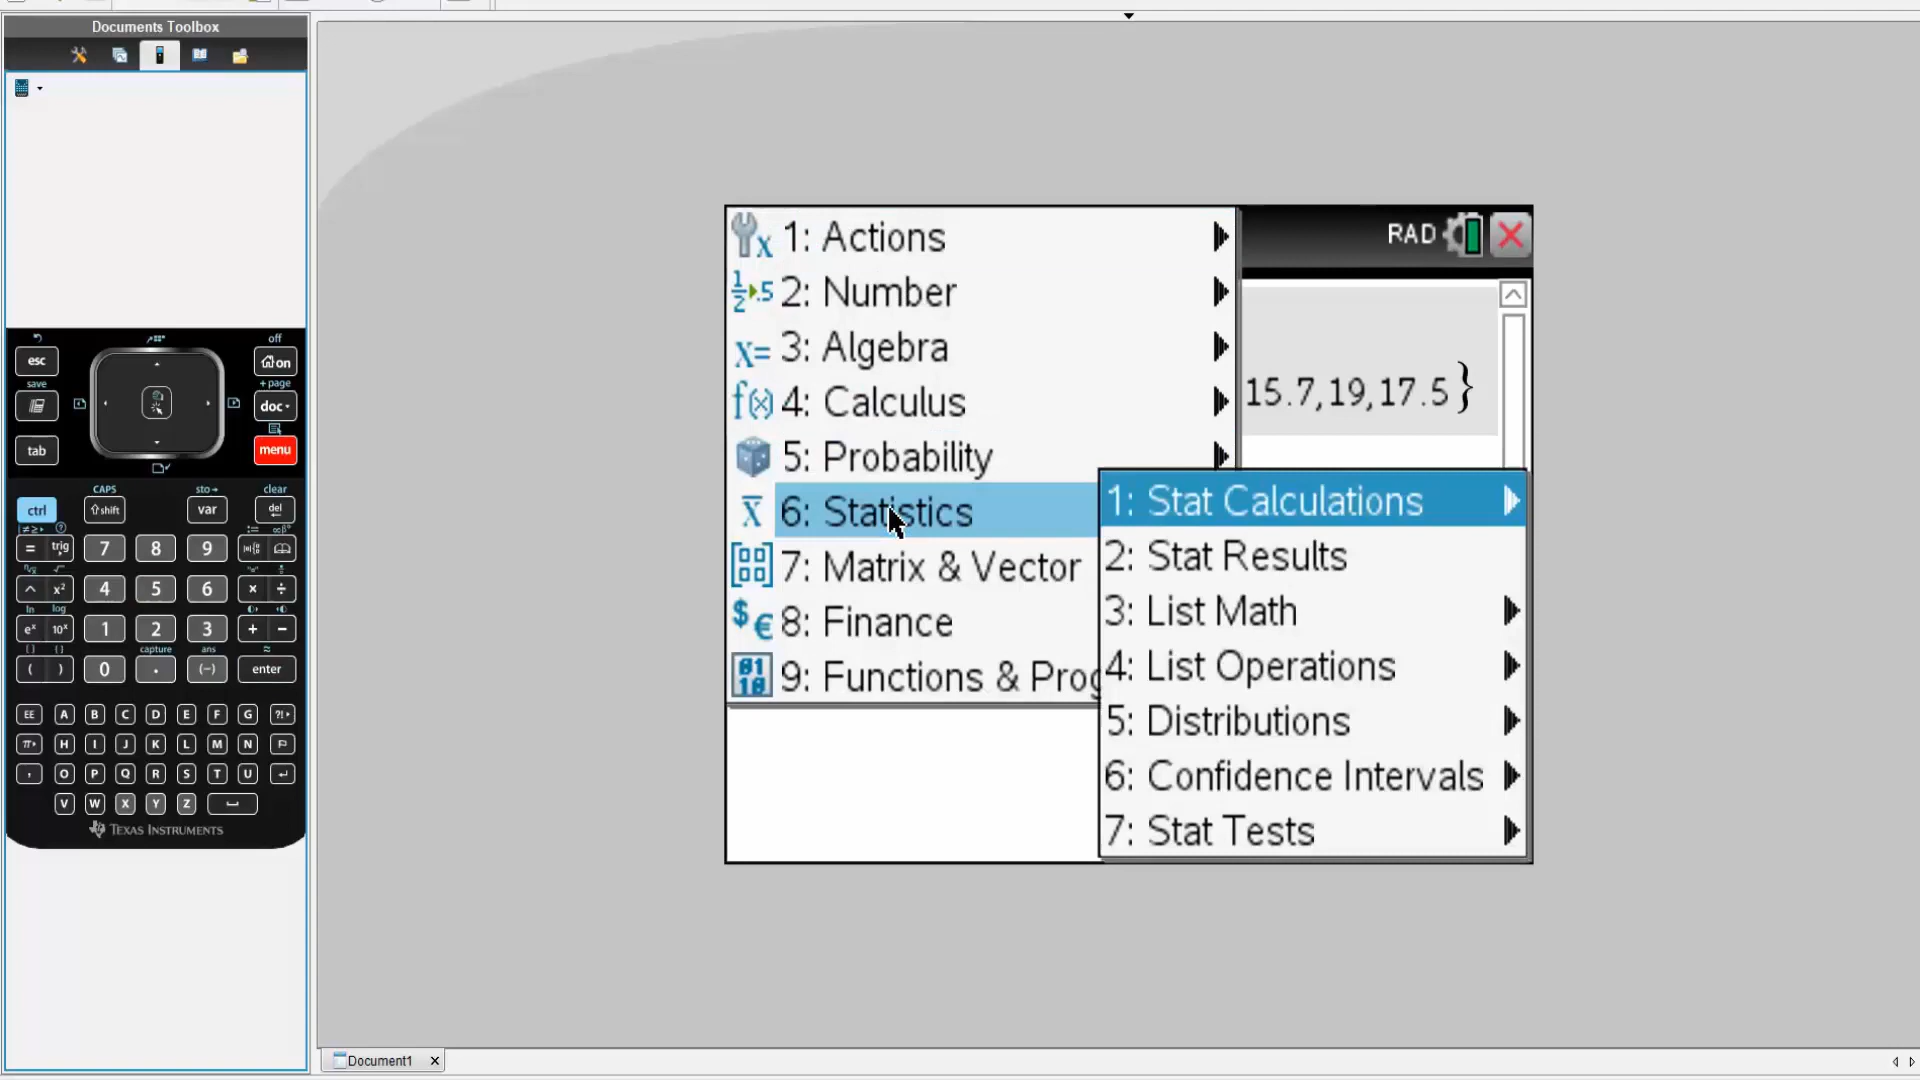 Documents Toolbox
1: Actions
2: Number
3: Algebra
4: Calculus
5: Probability
6: Statistics
7: Matrix & Vector
8: Finance
9: Functions & Prog
RAD
15.7,19,17.5}
1: Stat Calculations
2: Stat Results
3: List Math
4: List Operations
5: Distributions
6: Confidence Intervals
7: Stat Tests
off
esc
on
save
+ page
doc
tab
menu
CAPS
sto→
clear
ctrl
shift
var
del
= trig 7 8 9
^ x² 4 5 6 × ÷
ln log
eˣ 10ˣ 1 2 3 + −
capture
ans
( ) 0 . (−) enter
EE A B C D E F G ?!
π H I J K L M N
, O P Q R S T U
V W X Y Z
TEXAS INSTRUMENTS
Document1